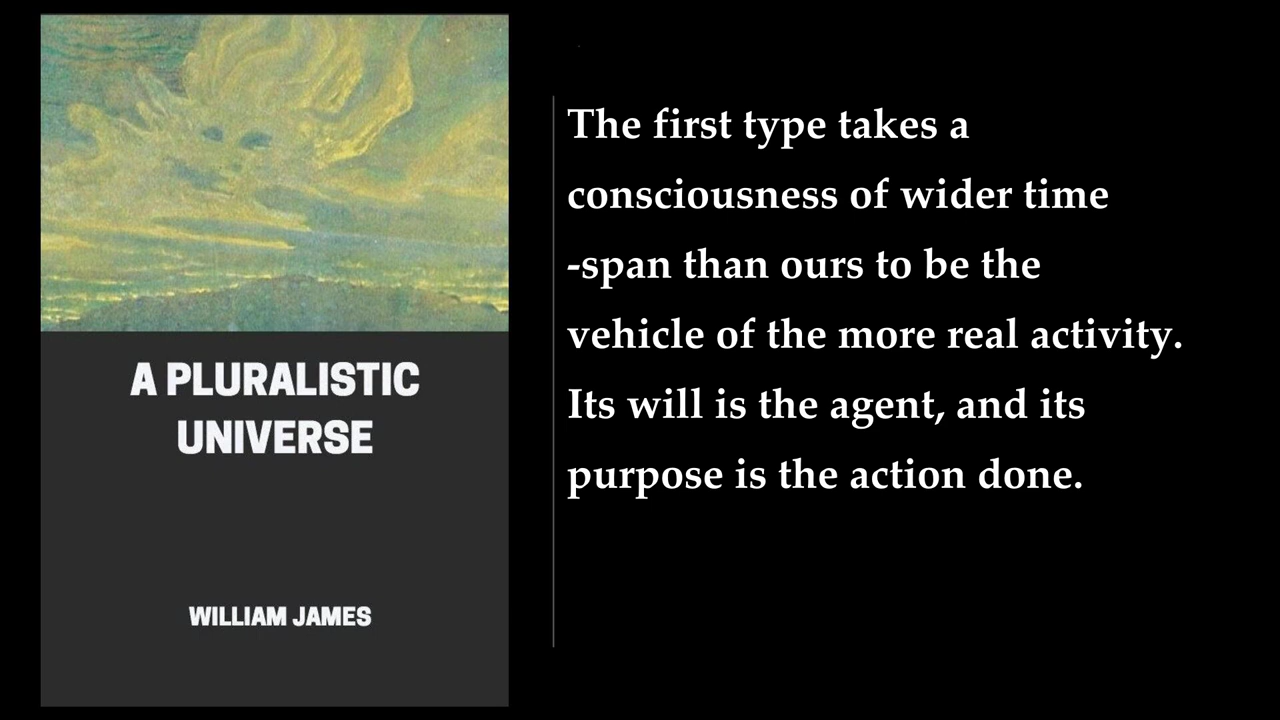 A PLURALISTIC
UNIVERSE
WILLIAM JAMES
The first type takes a
consciousness of wider time
-span than ours to be the
vehicle of the more real activity.
Its will is the agent, and its
purpose is the action done.